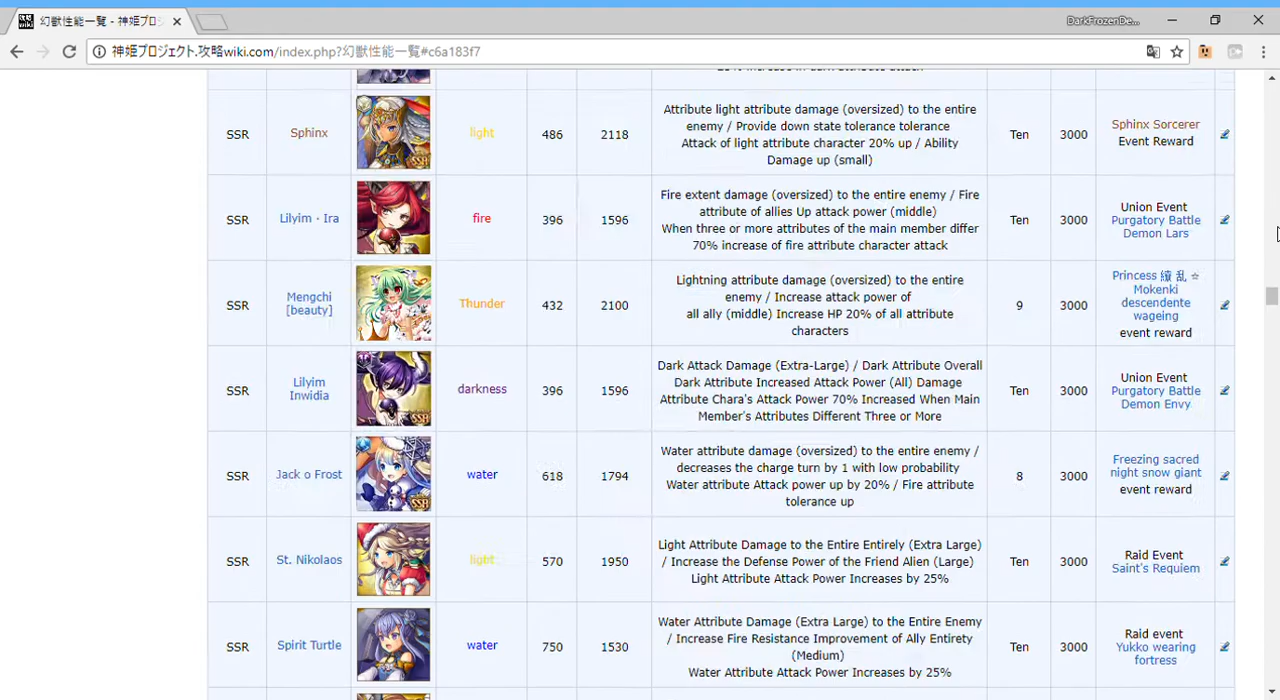 幻獣性能一覧 - 神姫プロジ
DarkFrozenDe...
神姫プロジェクト.攻略wiki.com/index.php?幻獣性能一覧#c6a183f7
SSR
Sphinx
light
486
2118
Attribute light attribute damage (oversized) to the entire
enemy / Provide down state tolerance tolerance
Attack of light attribute character 20% up / Ability
Damage up (small)
Ten
3000
Sphinx Sorcerer
Event Reward
SSR
Lilyim · Ira
fire
396
1596
Fire extent damage (oversized) to the entire enemy / Fire
attribute of allies Up attack power (middle)
When three or more attributes of the main member differ
70% increase of fire attribute character attack
Ten
3000
Union Event
Purgatory Battle
Demon Lars
SSR
Mengchi
[beauty]
Thunder
432
2100
Lightning attribute damage (oversized) to the entire
enemy / Increase attack power of
all ally (middle) Increase HP 20% of all attribute
characters
9
3000
Princess 繚 乱 ☆
Mokenki
descendente
wageing
event reward
SSR
Lilyim
Inwidia
darkness
396
1596
Dark Attack Damage (Extra-Large) / Dark Attribute Overall
Dark Attribute Increased Attack Power (All) Damage
Attribute Chara's Attack Power 70% Increased When Main
Member's Attributes Different Three or More
Ten
3000
Union Event
Purgatory Battle
Demon Envy
SSR
Jack o Frost
water
618
1794
Water attribute damage (oversized) to the entire enemy /
decreases the charge turn by 1 with low probability
Water attribute Attack power up by 20% / Fire attribute
tolerance up
8
3000
Freezing sacred
night snow giant
event reward
SSR
St. Nikolaos
light
570
1950
Light Attribute Damage to the Entire Entirely (Extra Large)
/ Increase the Defense Power of the Friend Alien (Large)
Light Attribute Attack Power Increases by 25%
Ten
3000
Raid Event
Saint's Requiem
SSR
Spirit Turtle
water
750
1530
Water Attribute Damage (Extra Large) to the Entire Enemy
/ Increase Fire Resistance Improvement of Ally Entirety
(Medium)
Water Attribute Attack Power Increases by 25%
Ten
3000
Raid event
Yukko wearing
fortress